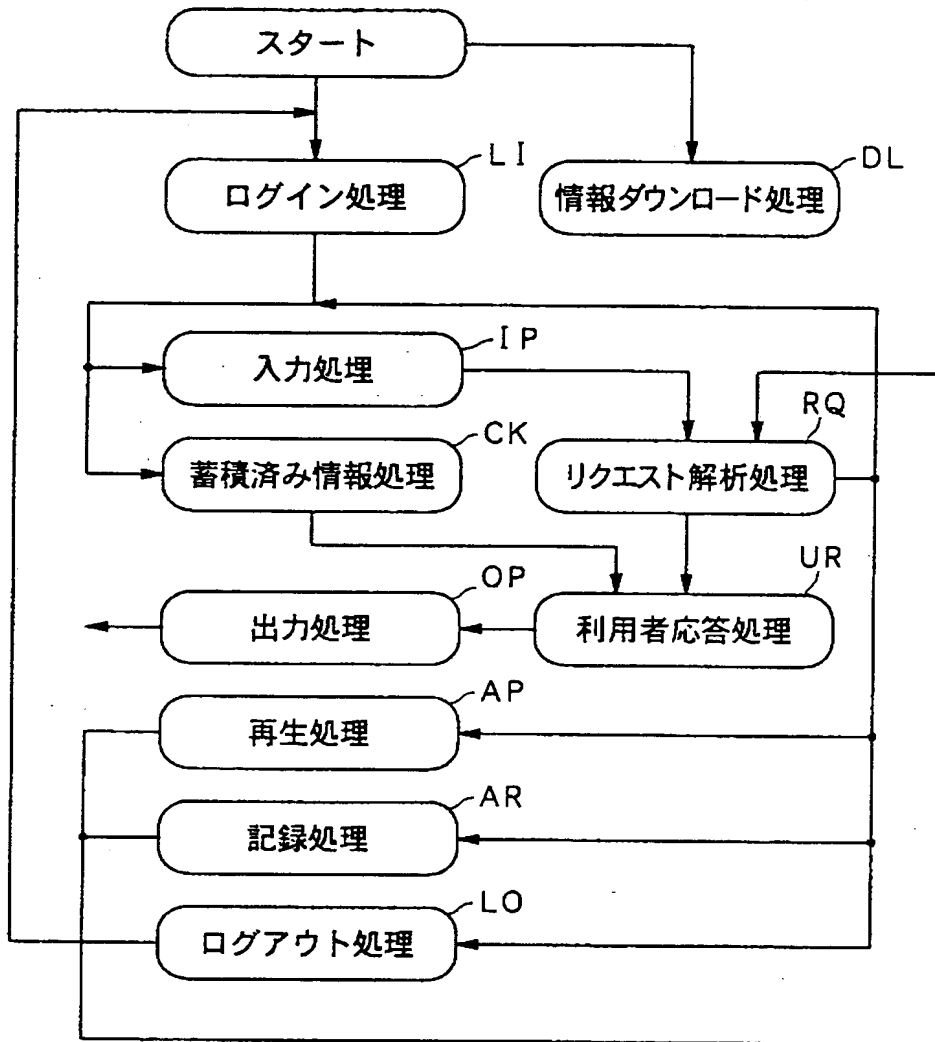 スタート
LI
ログイン処理
DL
情報ダウンロード処理
IP
入力処理
RQ
CK
蓄積済み情報処理
リクエスト解析処理
UR
OP
出力処理
利用者応答処理
AP
再生処理
AR
記録処理
LO
ログアウト処理